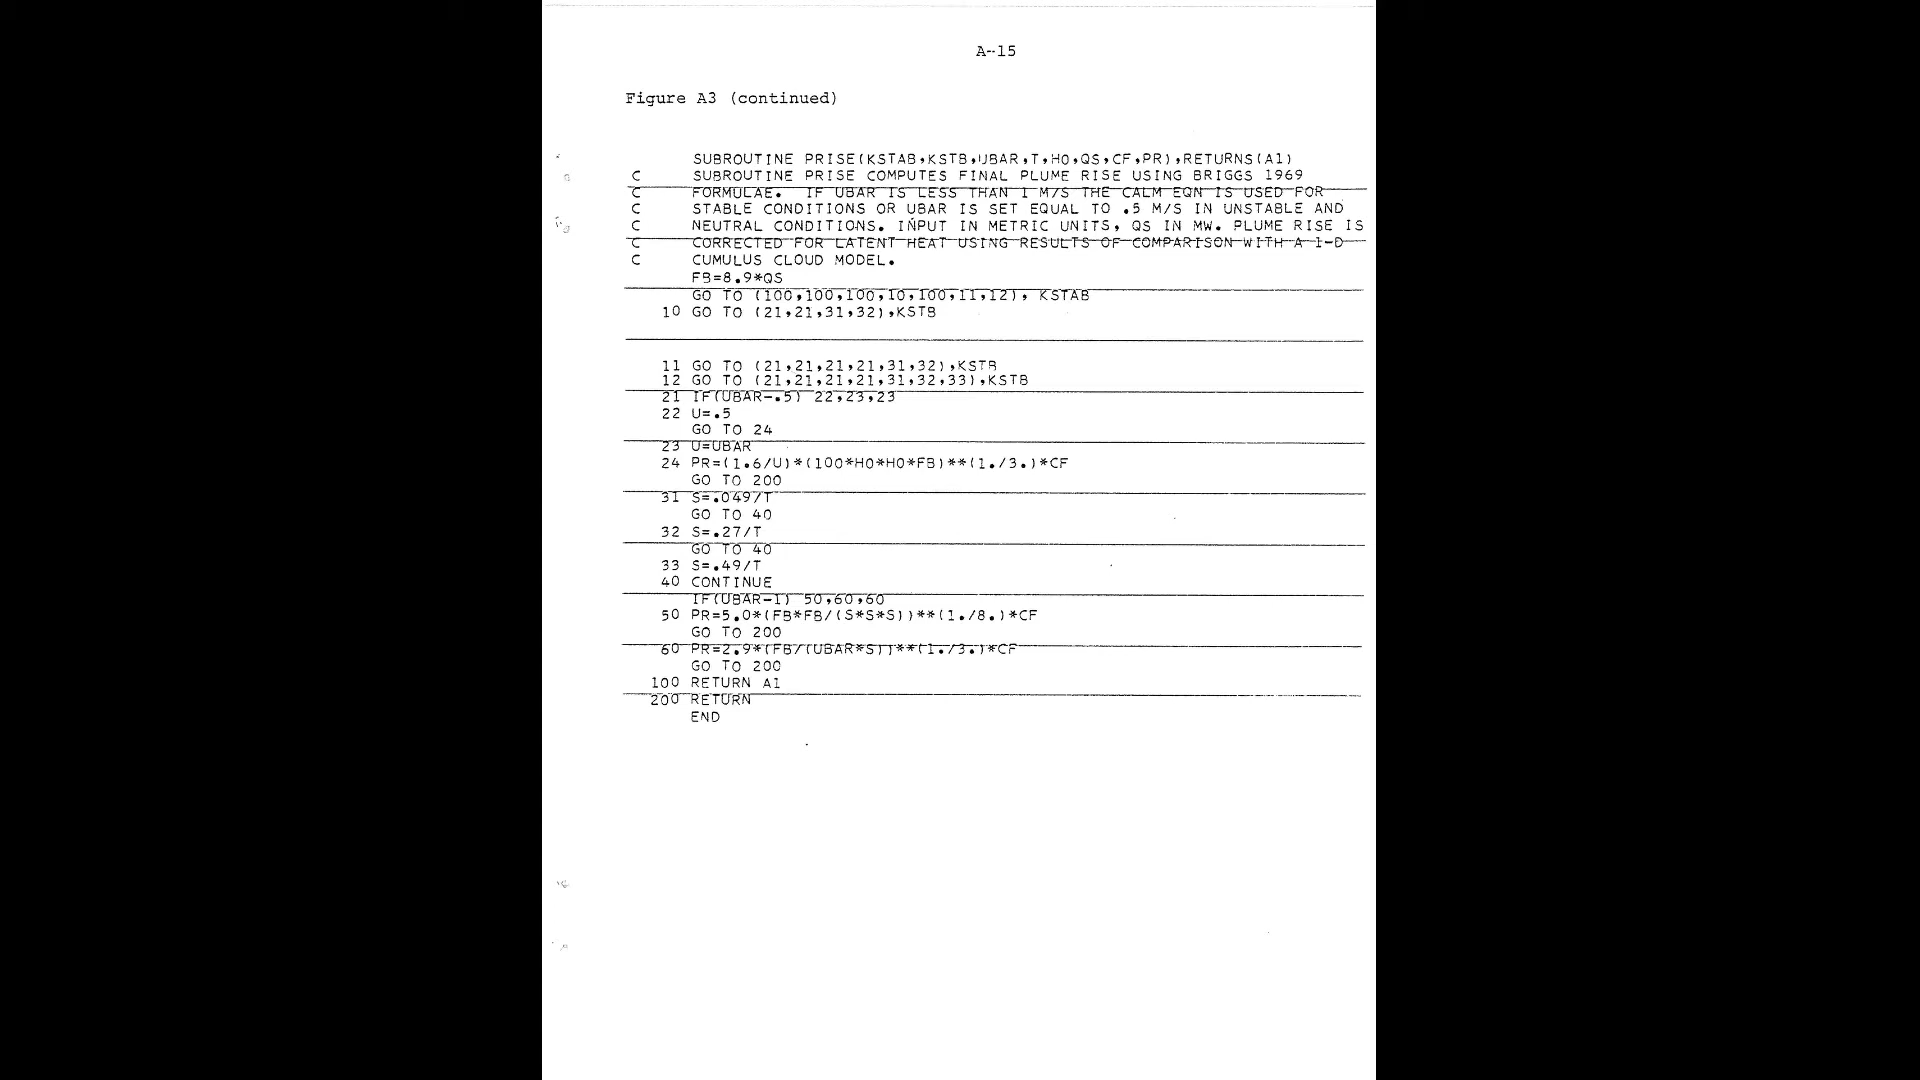 A--15
Figure A3 (continued)
SUBROUTINE PRISE(KSTAB,KSTB,UBAR,T,HO,QS,CF,PR),RETURNS(A1)
C SUBROUTINE PRISE COMPUTES FINAL PLUME RISE USING BRIGGS 1969
C FORMULAE. IF UBAR IS LESS THAN 1 M/S THE CALM EQN IS USED FOR
C STABLE CONDITIONS OR UBAR IS SET EQUAL TO .5 M/S IN UNSTABLE AND
C NEUTRAL CONDITIONS. INPUT IN METRIC UNITS, QS IN MW. PLUME RISE IS
C CORRECTED FOR LATENT HEAT USING RESULTS OF COMPARISON WITH A 1-D
C CUMULUS CLOUD MODEL.
FB=8.9*QS
GO TO (100,100,100,10,100,11,12), KSTAB
10 GO TO (21,21,31,32),KSTB
11 GO TO (21,21,21,21,31,32),KSTB
12 GO TO (21,21,21,21,31,32,33),KSTB
21 IF(UBAR-.5) 22,23,23
22 U=.5
GO TO 24
23 U=UBAR
24 PR=(1.6/U)*(100*HO*HO*FB)**(1./3.)*CF
GO TO 200
31 S=.049/T
GO TO 40
32 S=.27/T
GO TO 40
33 S=.49/T
40 CONTINUE
IF(UBAR-1) 50,60,60
50 PR=5.0*(FB*FB/(S*S*S))**(1./8.)*CF
GO TO 200
60 PR=2.9*(FB/(UBAR*S))**(1./3.)*CF
GO TO 200
100 RETURN A1
200 RETURN
END